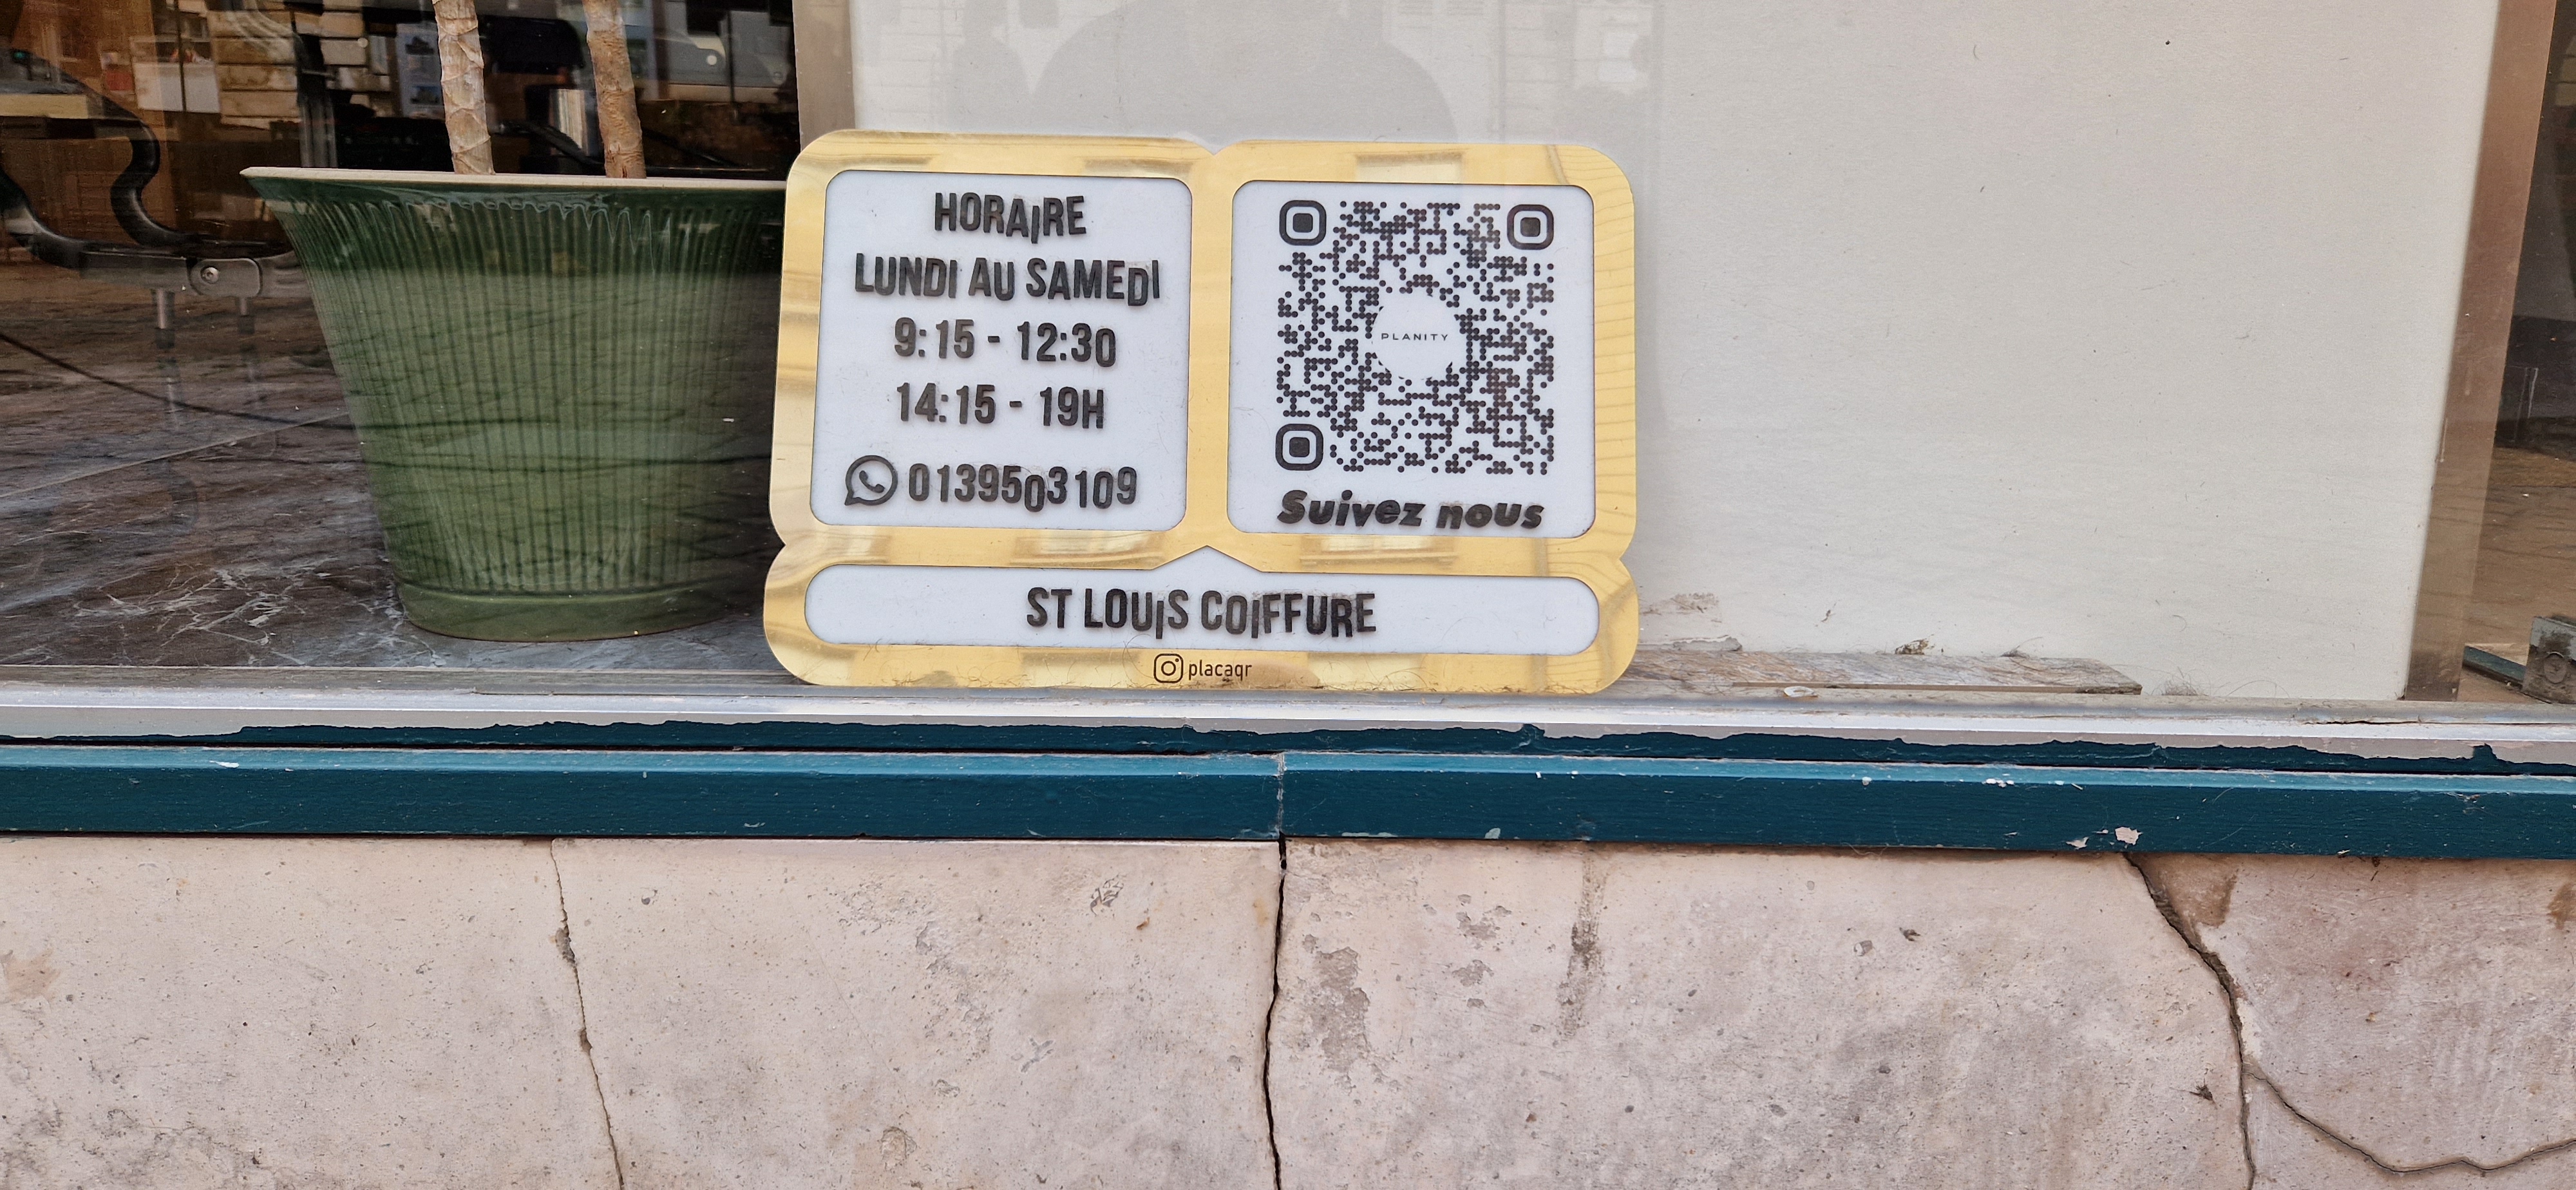 HORAIRE
LUNDI AU SAMEDI
9:15 - 12:30
14:15 - 19H
0139503109
PLANITY
Suivez nous
ST LOUIS COIFFURE
placaqr